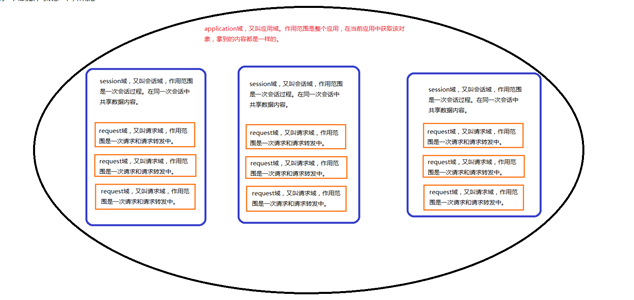 application域，又叫应用域。作用范围是整个应用，在当前应用中获取该对
象，拿到的内容都是一样的。
session域，又叫会话域，作用范围
是一次会话过程。在同一次会话中
共享数据内容。
request域，又叫请求域，作用范
围是一次请求和请求转发中。
request域，又叫请求域，作用范
围是一次请求和请求转发中。
request域，又叫请求域，作用范
围是一次请求和请求转发中。
session域，又叫会话域，作用范围
是一次会话过程。在同一次会话中
共享数据内容。
request域，又叫请求域，作用范
围是一次请求和请求转发中。
request域，又叫请求域，作用范
围是一次请求和请求转发中。
request域，又叫请求域，作用范
围是一次请求和请求转发中。
session域，又叫会话域，作用范围
是一次会话过程。在同一次会话中
共享数据内容。
request域，又叫请求域，作用范
围是一次请求和请求转发中。
request域，又叫请求域，作用范
围是一次请求和请求转发中。
request域，又叫请求域，作用范
围是一次请求和请求转发中。